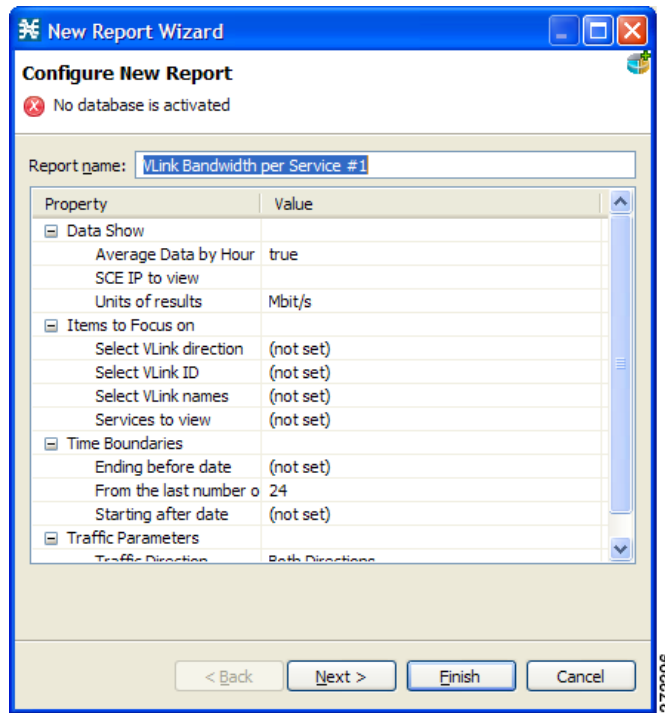 New Report Wizard
Configure New Report
No database is activated
Report name: VLink Bandwidth per Service #1
Property Value
Data Show
Average Data by Hour true
SCE IP to view
Units of results Mbit/s
Items to Focus on
Select VLink direction (not set)
Select VLink ID (not set)
Select VLink names (not set)
Services to view (not set)
Time Boundaries
Ending before date (not set)
From the last number o 24
Starting after date (not set)
Traffic Parameters
Traffic Direction Both Directions
< Back Next > Finish Cancel